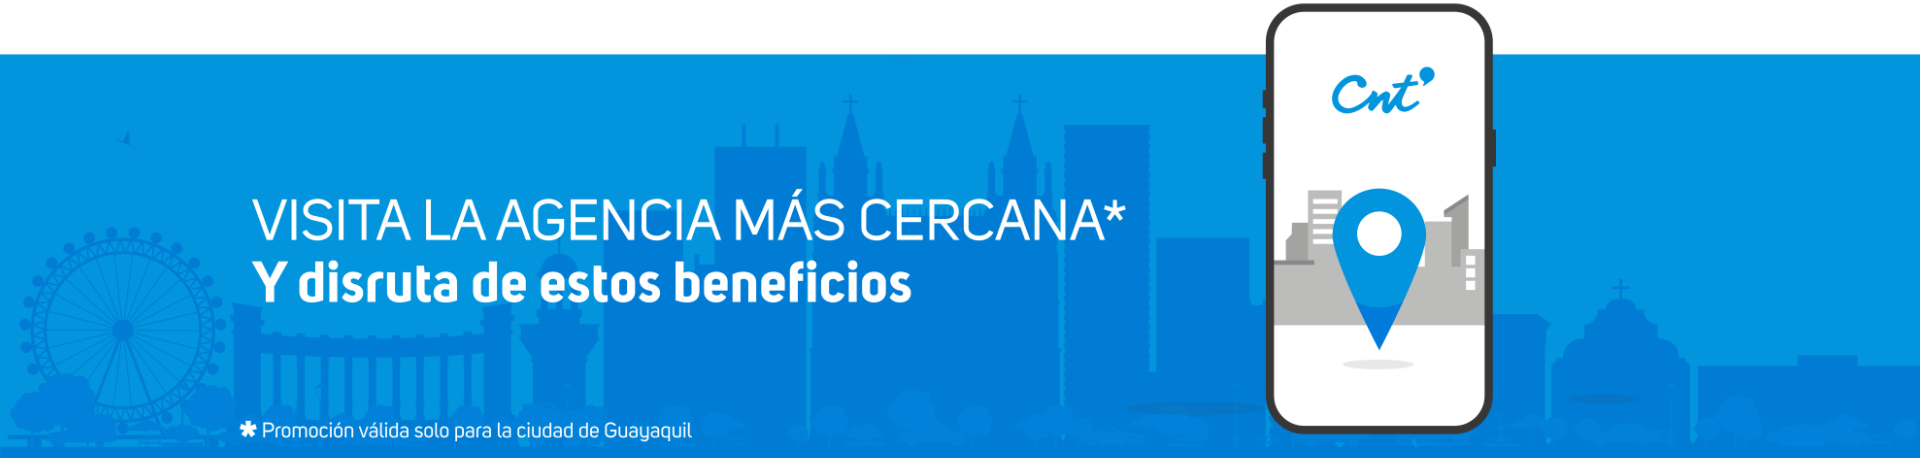 VISITA LA AGENCIA MÁS CERCANA*
Y disruta de estos beneficios
* Promoción válida solo para la ciudad de Guayaquil
Cnt